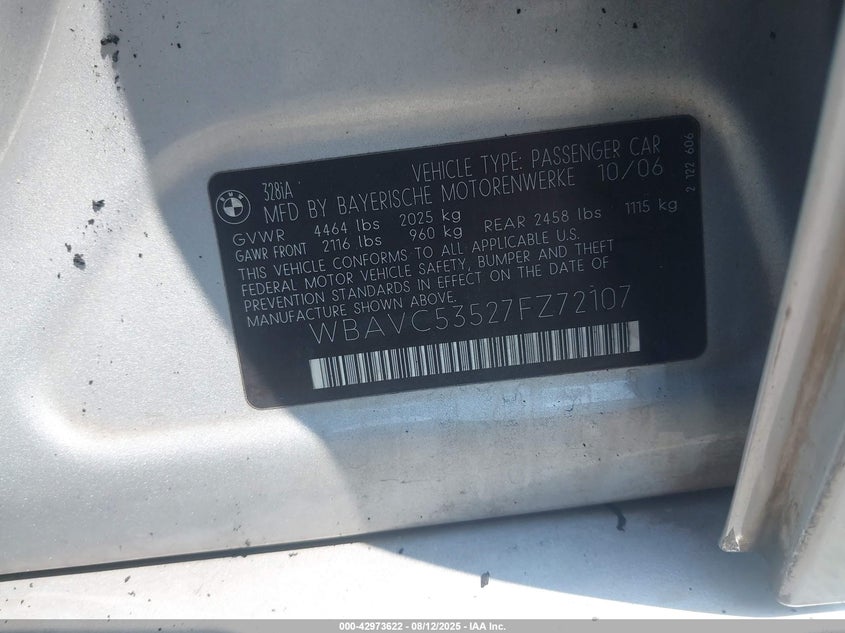 BMW
328iA
VEHICLE TYPE: PASSENGER CAR
MFD BY BAYERISCHE MOTORENWERKE 10/06
GVWR 4464 lbs 2025 kg
GAWR FRONT 2116 lbs 960 kg REAR 2458 lbs 1115 kg
THIS VEHICLE CONFORMS TO ALL APPLICABLE U.S.
FEDERAL MOTOR VEHICLE SAFETY, BUMPER AND THEFT
PREVENTION STANDARDS IN EFFECT ON THE DATE OF
MANUFACTURE SHOWN ABOVE.
WBAVC53527FZ72107
2 122 606
000-42973622 - 08/12/2025 - IAA Inc.